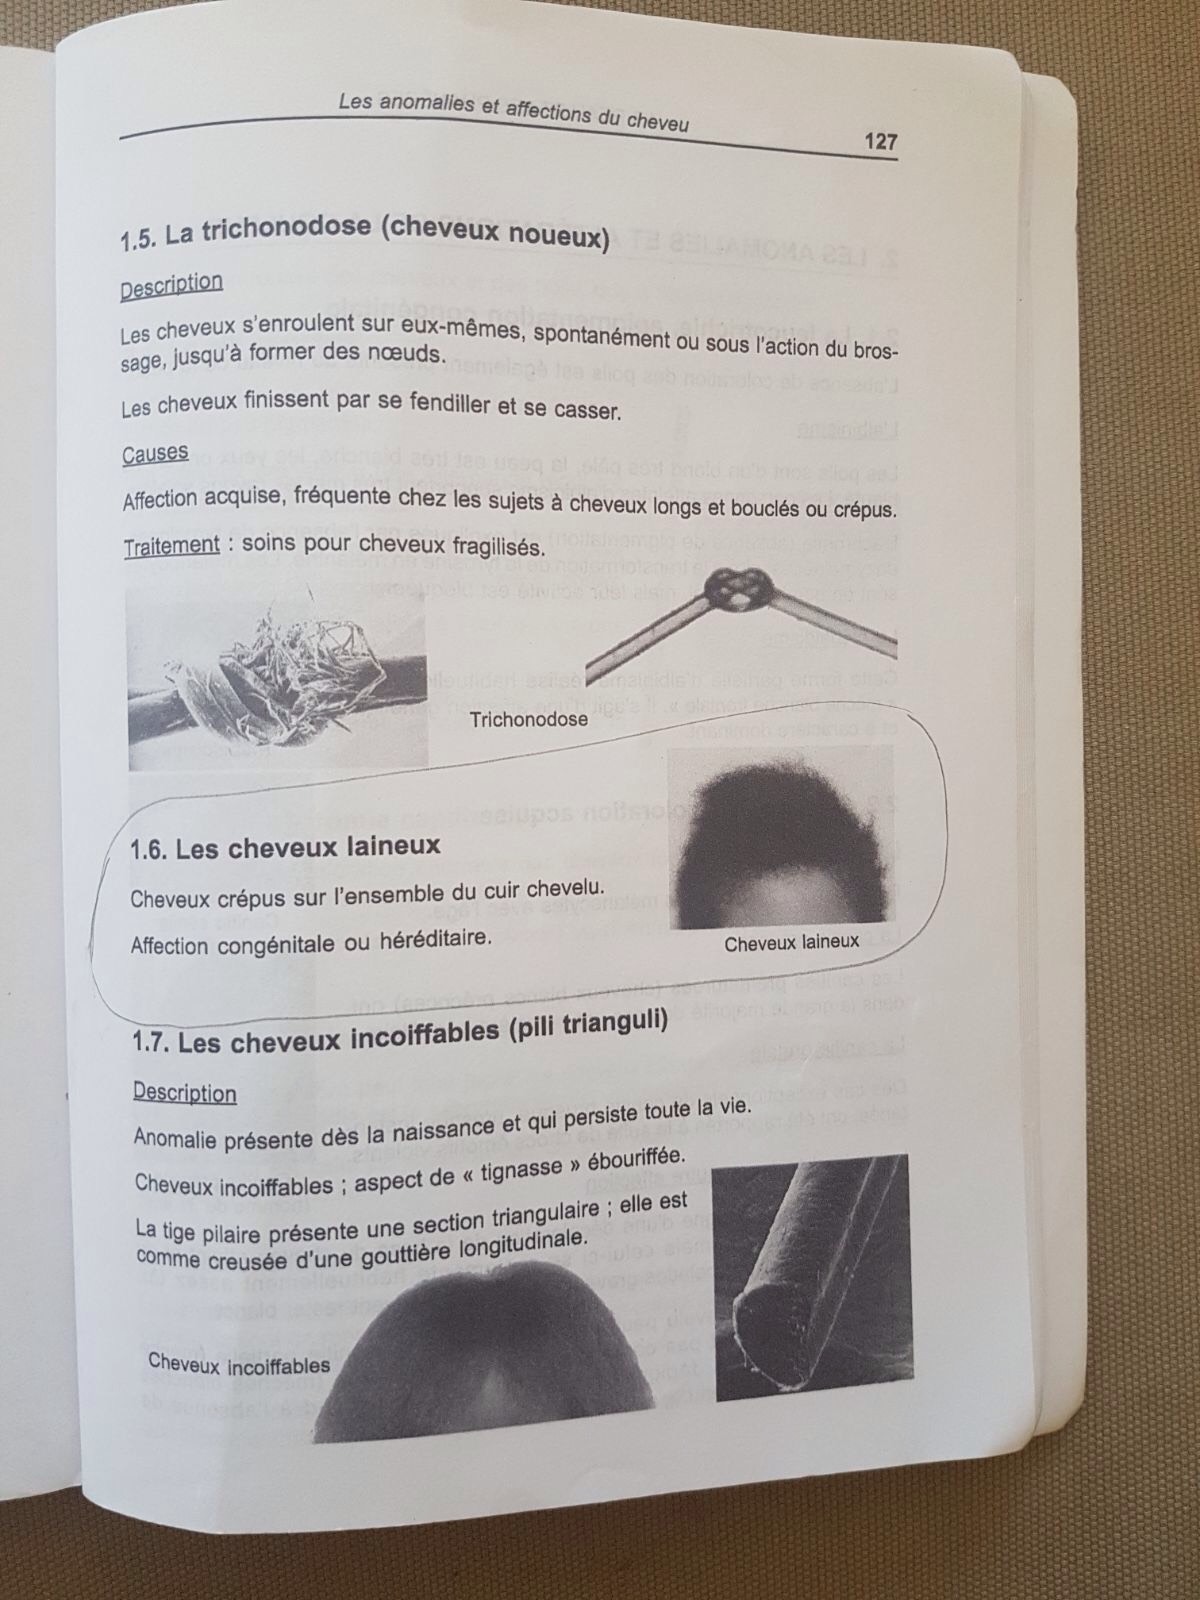 Les anomalies et affections du cheveu
127
1.5. La trichonodose (cheveux noueux)
Description
Les cheveux s'enroulent sur eux-mêmes, spontanément ou sous l'action du bros-
sage, jusqu'à former des nœuds.
Les cheveux finissent par se fendiller et se casser.
Causes
Affection acquise, fréquente chez les sujets à cheveux longs et bouclés ou crépus.
Traitement : soins pour cheveux fragilisés.
Trichonodose
1.6. Les cheveux laineux
Cheveux crépus sur l'ensemble du cuir chevelu.
Affection congénitale ou héréditaire.
Cheveux laineux
1.7. Les cheveux incoiffables (pili trianguli)
Description
Anomalie présente dès la naissance et qui persiste toute la vie.
Cheveux incoiffables ; aspect de « tignasse » ébouriffée.
La tige pilaire présente une section triangulaire ; elle est
comme creusée d'une gouttière longitudinale.
Cheveux incoiffables